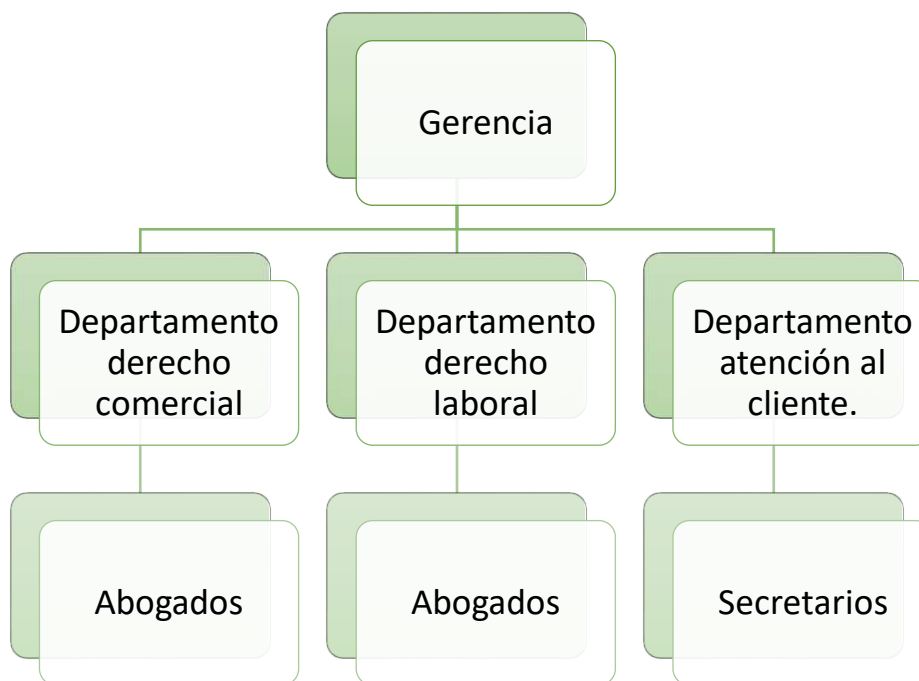 Gerencia
Departamento
derecho
comercial
Departamento
derecho
laboral
Departamento
atención al
cliente.
Abogados
Abogados
Secretarios